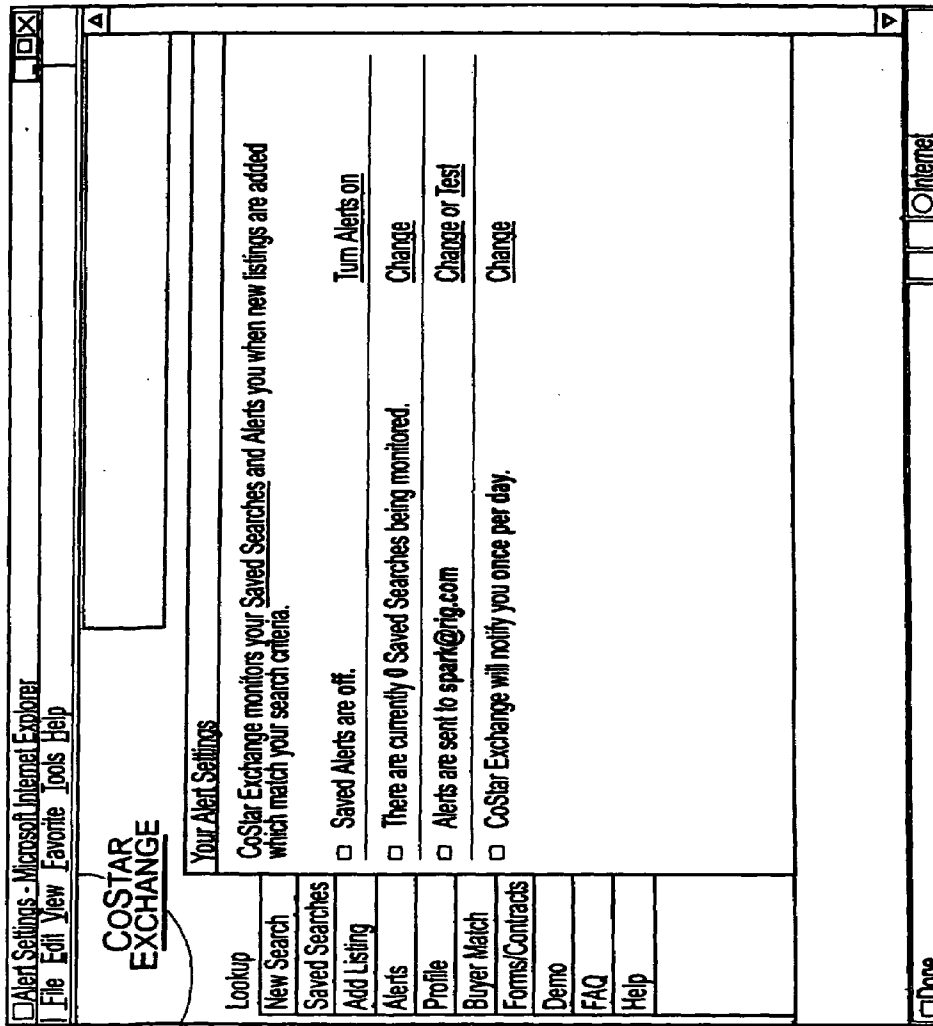 Alert Settings - Microsoft Internet Explorer
File Edit View Favorite Tools Help
COSTAR
EXCHANGE
Lookup
New Search
Saved Searches
Add Listing
Alerts
Profile
Buyer Match
Forms/Contracts
Demo
FAQ
Help
Your Alert Settings
CoStar Exchange monitors your Saved Searches and Alerts you when new listings are added
which match your search criteria.
Saved Alerts are off. Turn Alerts on
There are currently 0 Saved Searches being monitored. Change
Alerts are sent to spark@rig.com Change or Test
CoStar Exchange will notify you once per day. Change
Done
Internet